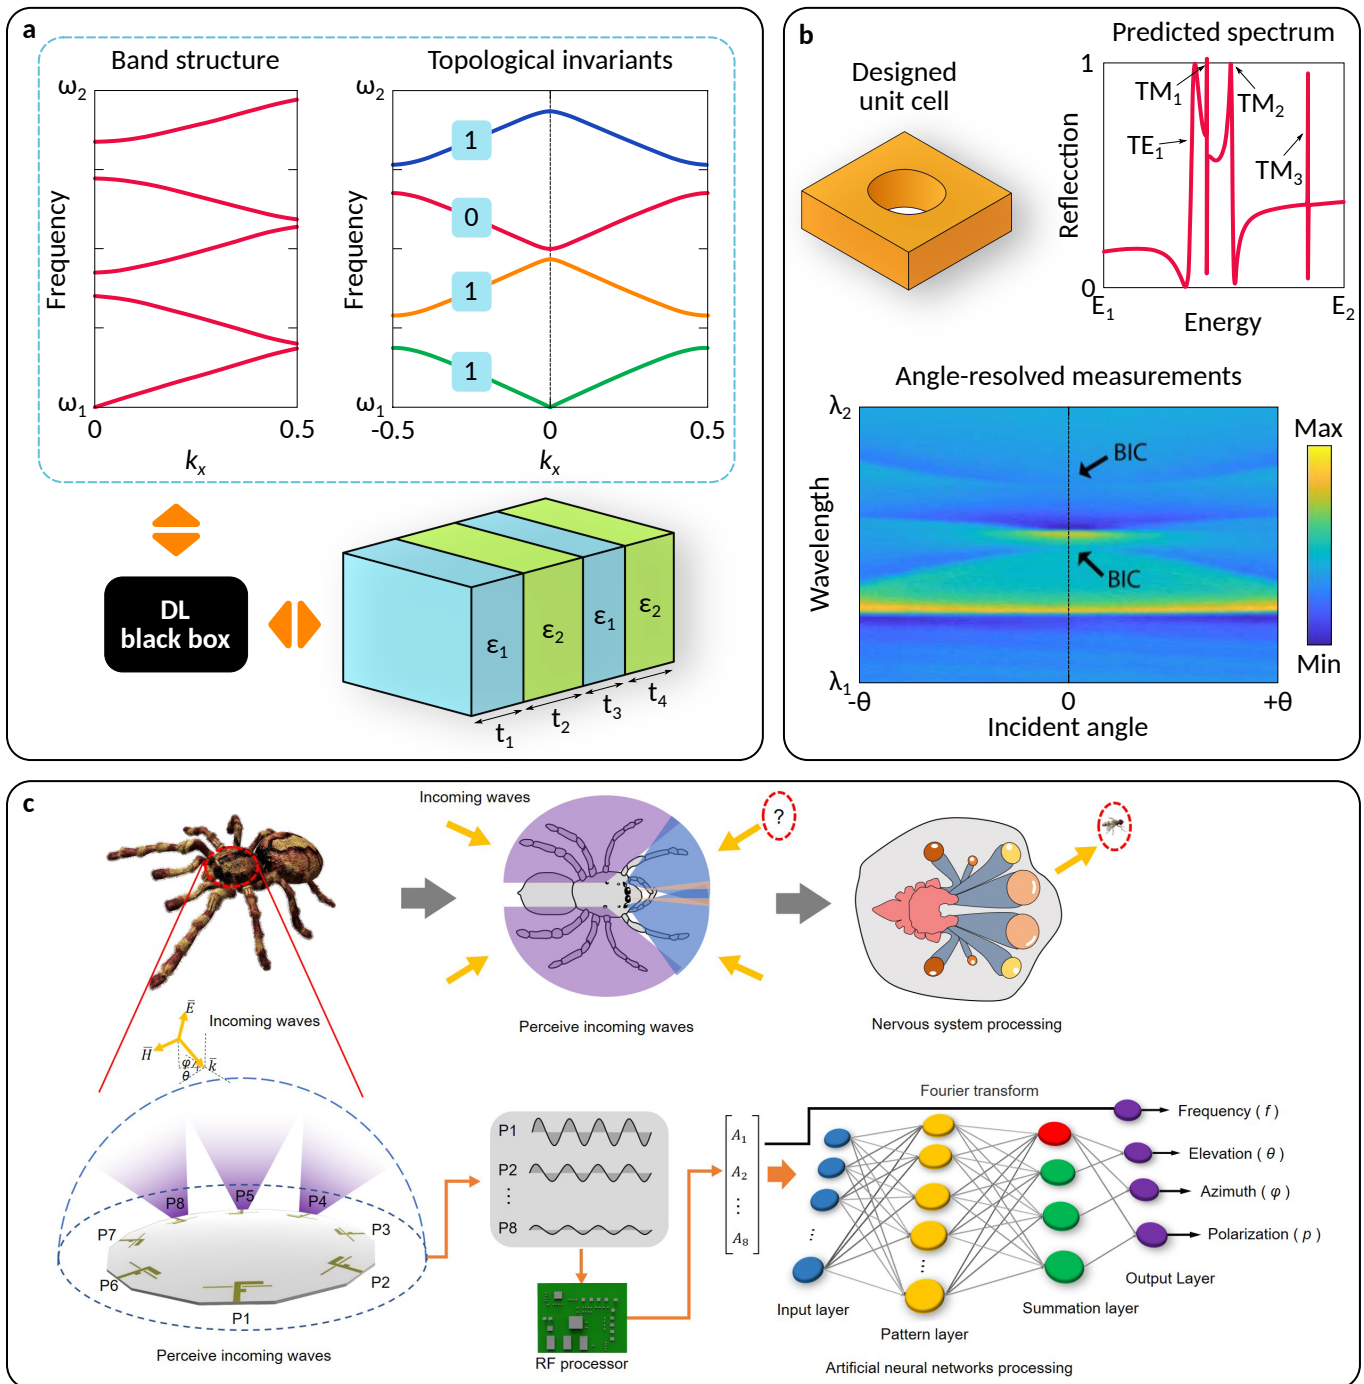 a
Band structure
Topological invariants
ω2
Frequency
ω1
0
0.5
kx
ω2
Frequency
ω1
1
0
1
1
-0.5
0
0.5
kx
DL
black box
ε1
ε2
ε1
ε2
t1
t2
t3
t4
b
Designed
unit cell
Predicted spectrum
1
Reflecction
0
TM1
TM2
TE1
TM3
E1
E2
Energy
Angle-resolved measurements
λ2
Wavelength
λ1
BIC
BIC
-θ
0
+θ
Incident angle
Max
Min
c
Incoming waves
?
Perceive incoming waves
Nervous system processing
E̅
Incoming waves
H̅
φ
k̅
θ
P8
P5
P4
P7
P3
P6
P2
P1
Perceive incoming waves
P1
P2
⋮
P8
RF processor
A1
A2
⋮
A8
Fourier transform
Frequency ( f )
Elevation ( θ )
Azimuth ( φ )
Polarization ( p )
Output Layer
Input layer
Summation layer
Pattern layer
Artificial neural networks processing